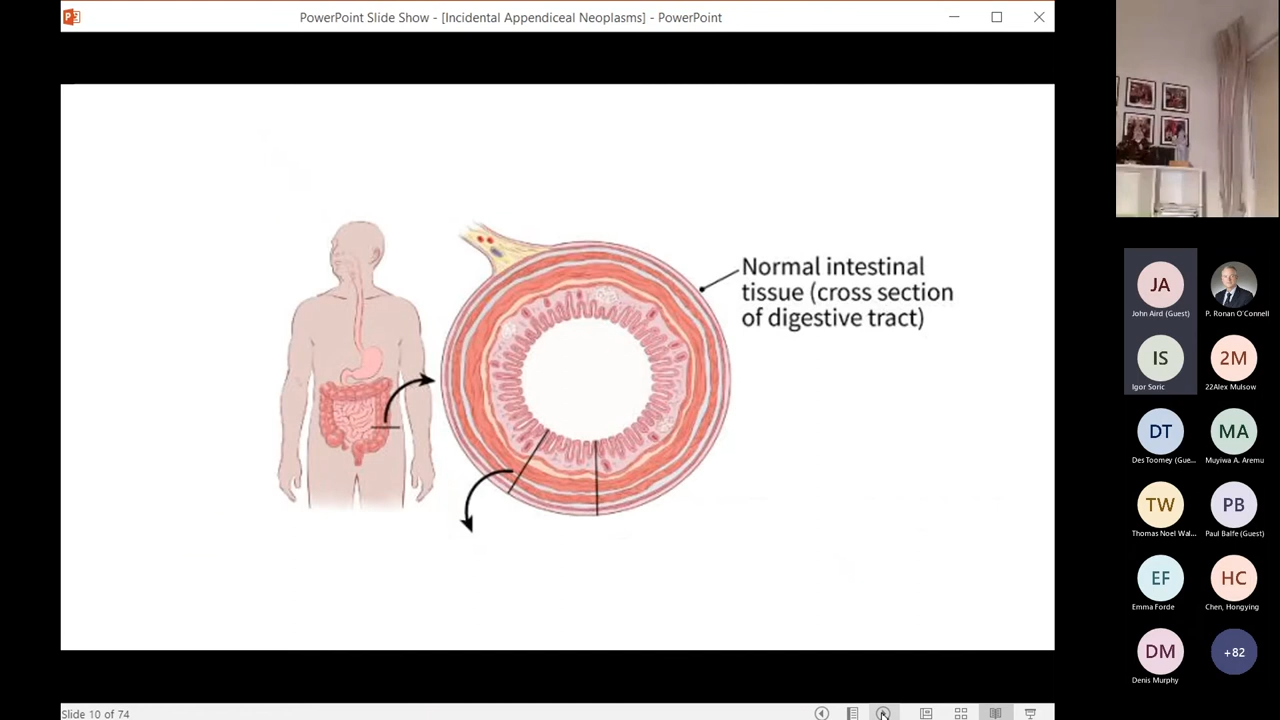 PowerPoint Slide Show - [Incidental Appendiceal Neoplasms] - PowerPoint
Normal intestinal
tissue (cross section
of digestive tract)
JA
John Aird (Guest)
P. Ronan O'Connell
IS
Igor Soric
2M
22Alex Mulsow
DT
Des Toomey (Gue...
MA
Muyiwa A. Aremu
TW
Thomas Noel Wal...
PB
Paul Balfe (Guest)
EF
Emma Forde
HC
Chen, Hongying
DM
Denis Murphy
+82
Slide 10 of 74